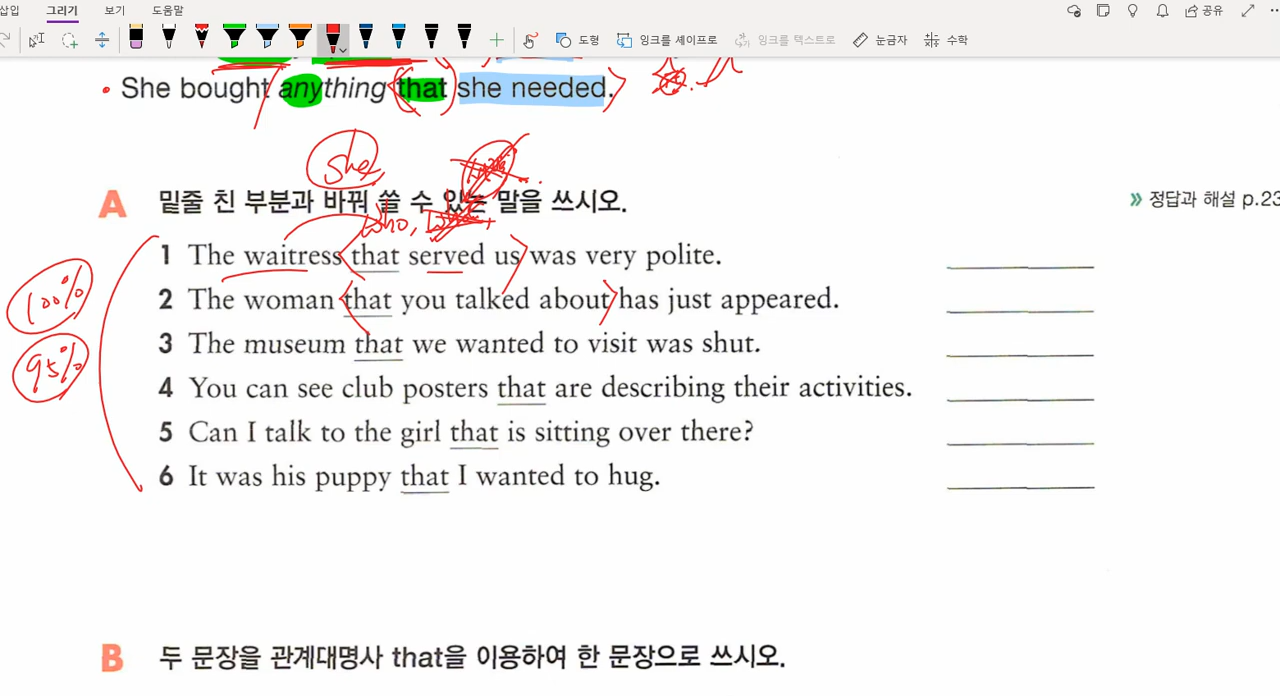 삽입 그리기 보기 도움말 공유
도형 잉크를 셰이프로 잉크를 텍스트로 눈금자 수학
• She bought anything that she needed.
she
A 밑줄 친 부분과 바꿔 쓸 수 있는 말을 쓰시오. » 정답과 해설 p.23
who,
1 The waitress that served us was very polite.
100%
2 The woman that you talked about has just appeared.
95%
3 The museum that we wanted to visit was shut.
4 You can see club posters that are describing their activities.
5 Can I talk to the girl that is sitting over there?
6 It was his puppy that I wanted to hug.
B 두 문장을 관계대명사 that을 이용하여 한 문장으로 쓰시오.